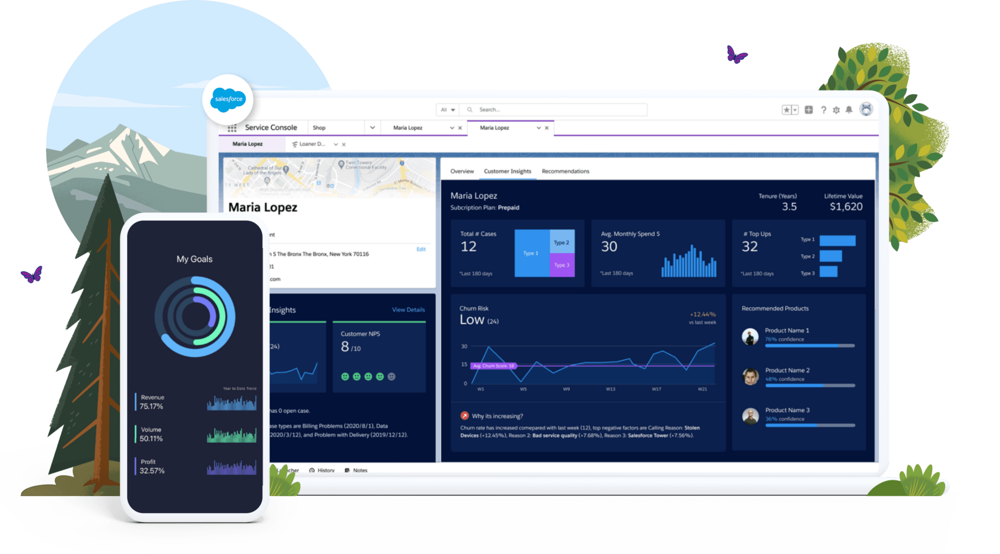 salesforce
All
Search...
Service Console
Shop
Maria Lopez
Maria Lopez
Maria Lopez
Loaner D...
Cathedral of Our
Lady of the Angels
Twin Towers
Correctional Facility
TY WEST
Walt Disney Concert Hall
El Monte Busway
Maria Lopez
nt
Edit
S The Bronx The Bronx, New York 70116
01
.com
Insights
View Details
24)
Customer NPS
8 /10
has 0 open case.
ase types are Billing Problems (2020/8/1), Data
2020/3/12), and Problem with Delivery (2019/12/12).
History
Notes
Overview
Customer Insights
Recommendations
Maria Lopez
Subcription Plan: Prepaid
Tenure (Years)
3.5
Lifetime Value
$1,620
Total # Cases
12
*Last 180 days
Type 1
Type 2
Type 3
Avg. Monthly Spend $
30
*Last 180 days
# Top Ups
32
*Last 180 days
Type 1
Type 2
Type 3
Churn Risk
Low (24)
+12.44%
vs last week
30
15
0
Avg. Churn Score: 18
W1
W5
W9
W13
W17
W21
Why its increasing?
Churn rate has increased comepared with last week (12), top negative factors are Calling Reason: Stolen
Devices (+12.45%), Reason 2: Bad service quality (+7.68%), Reason 3: Salesforce Tower (+7.56%).
Recommended Products
Product Name 1
76% confidence
Product Name 2
48% confidence
Product Name 3
36% confidence
My Goals
Year to Date Trend
Revenue
75.17%
Volume
50.11%
Profit
32.57%